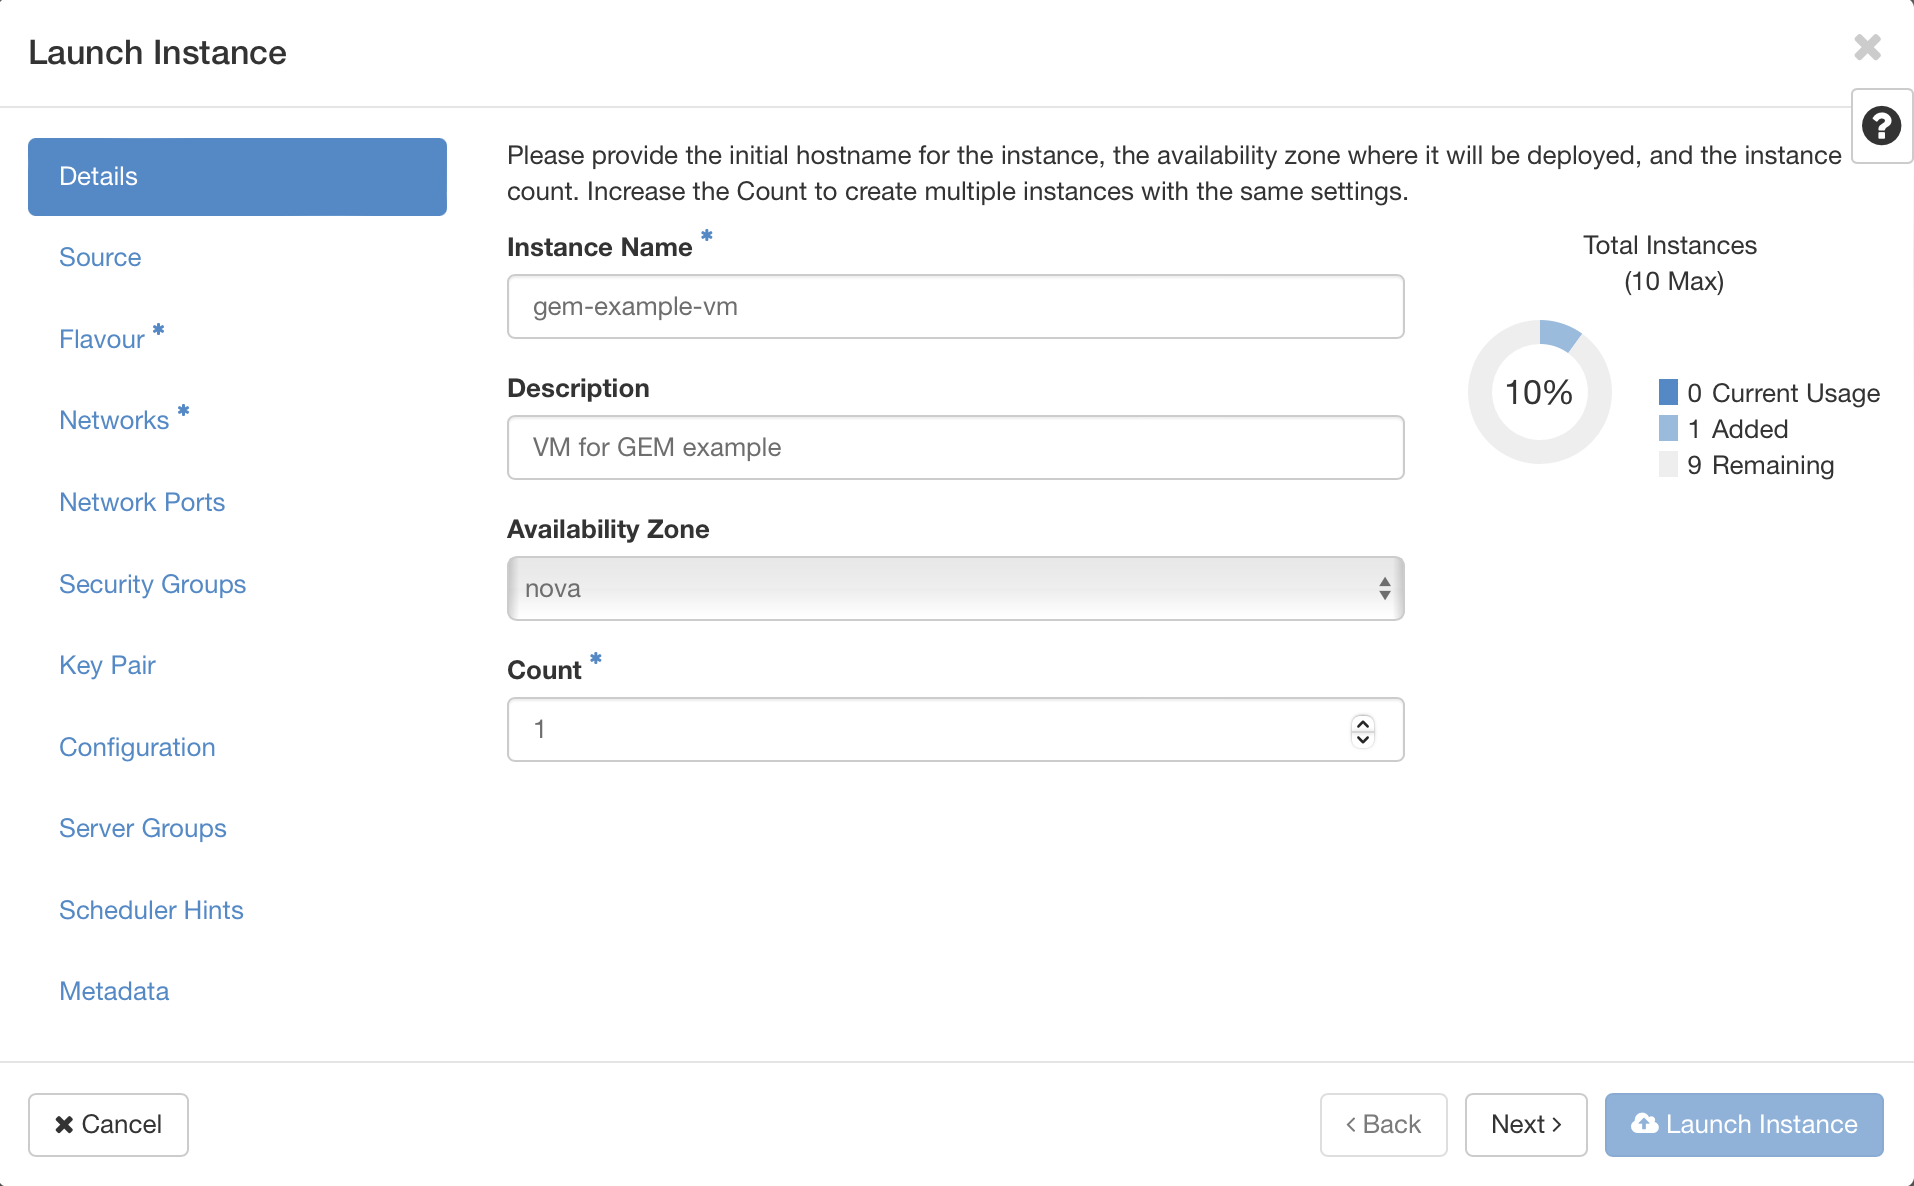 Launch Instance
Details
Source
Flavour *
Networks *
Network Ports
Security Groups
Key Pair
Configuration
Server Groups
Scheduler Hints
Metadata
Please provide the initial hostname for the instance, the availability zone where it will be deployed, and the instance
count. Increase the Count to create multiple instances with the same settings.
Instance Name *
gem-example-vm
Description
VM for GEM example
Availability Zone
nova
Count *
1
Total Instances
(10 Max)
10%
0 Current Usage
1 Added
9 Remaining
Cancel
‹ Back
Next ›
Launch Instance